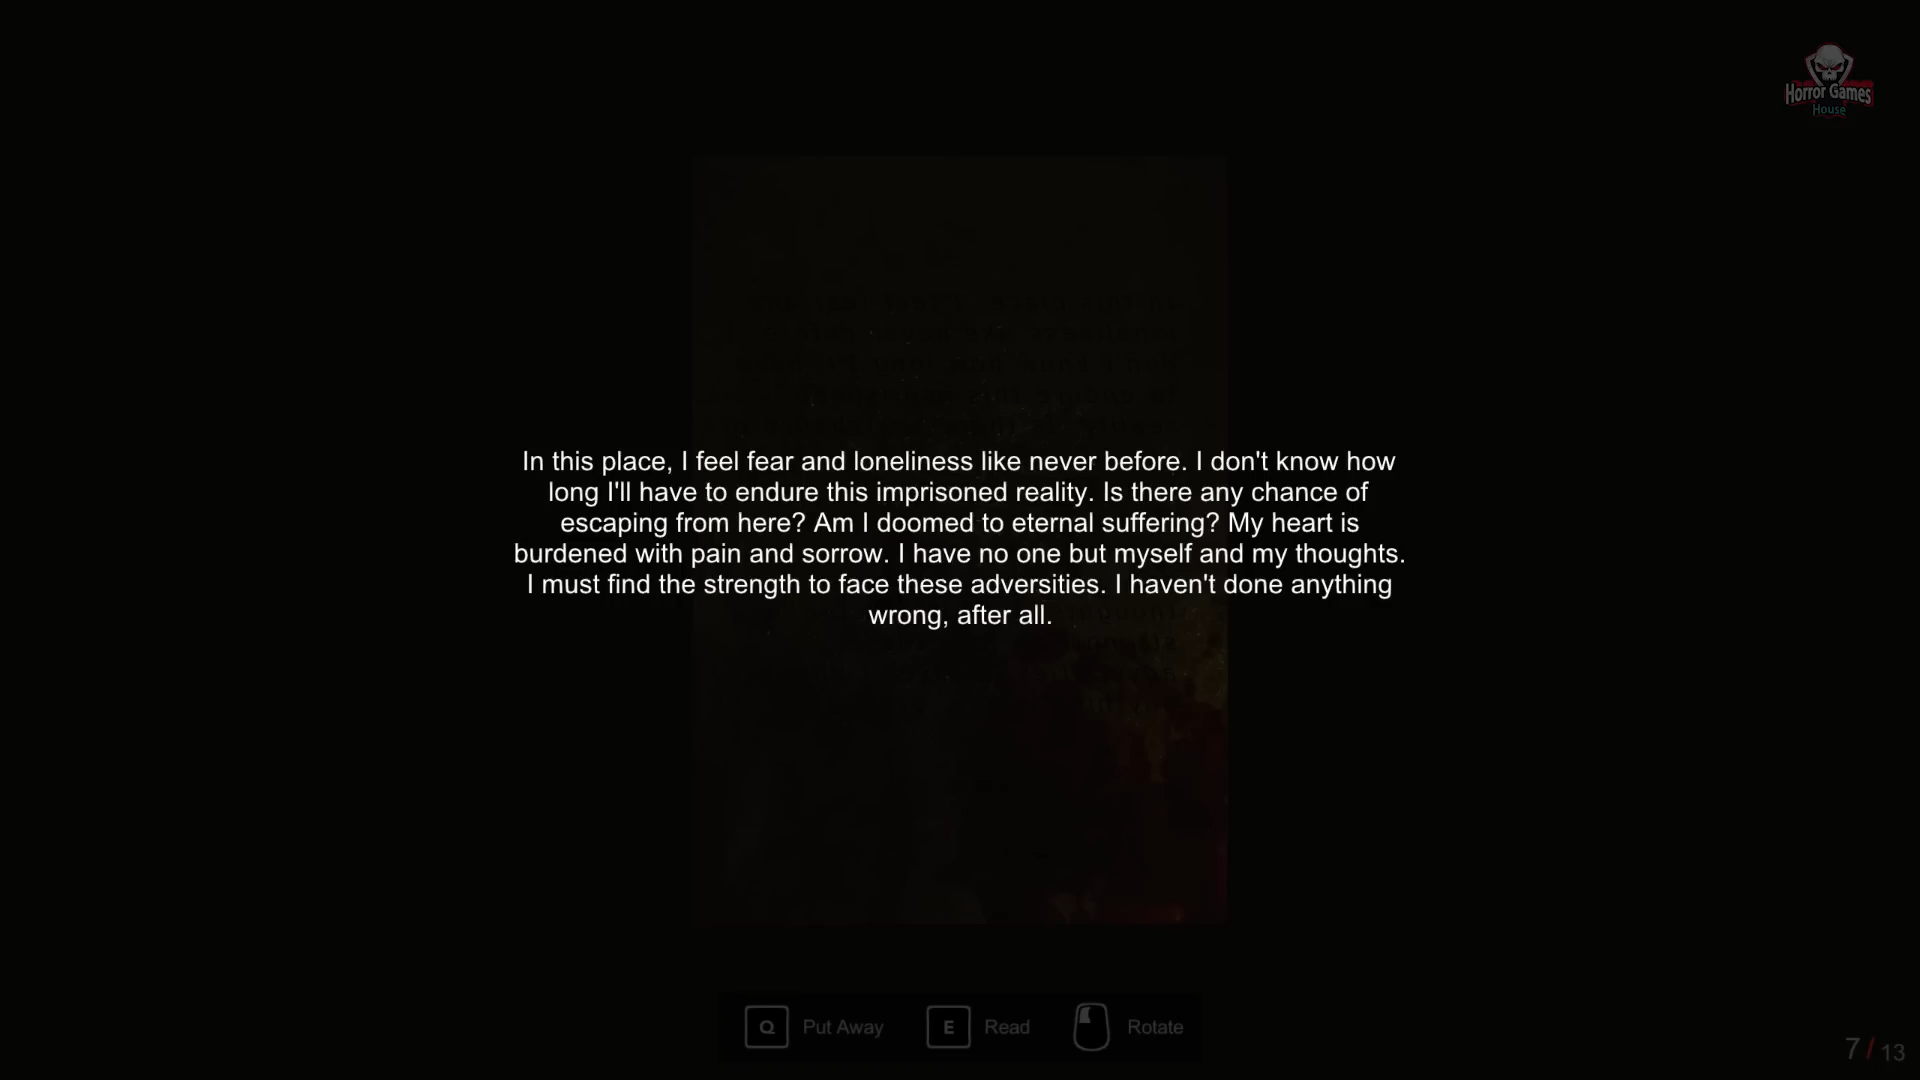 Horror Games
House
In this place, I feel fear and loneliness like never before. I don't know how
long I'll have to endure this imprisoned reality. Is there any chance of
escaping from here? Am I doomed to eternal suffering? My heart is
burdened with pain and sorrow. I have no one but myself and my thoughts.
I must find the strength to face these adversities. I haven't done anything
wrong, after all.
Q Put Away E Read Rotate
7 / 13